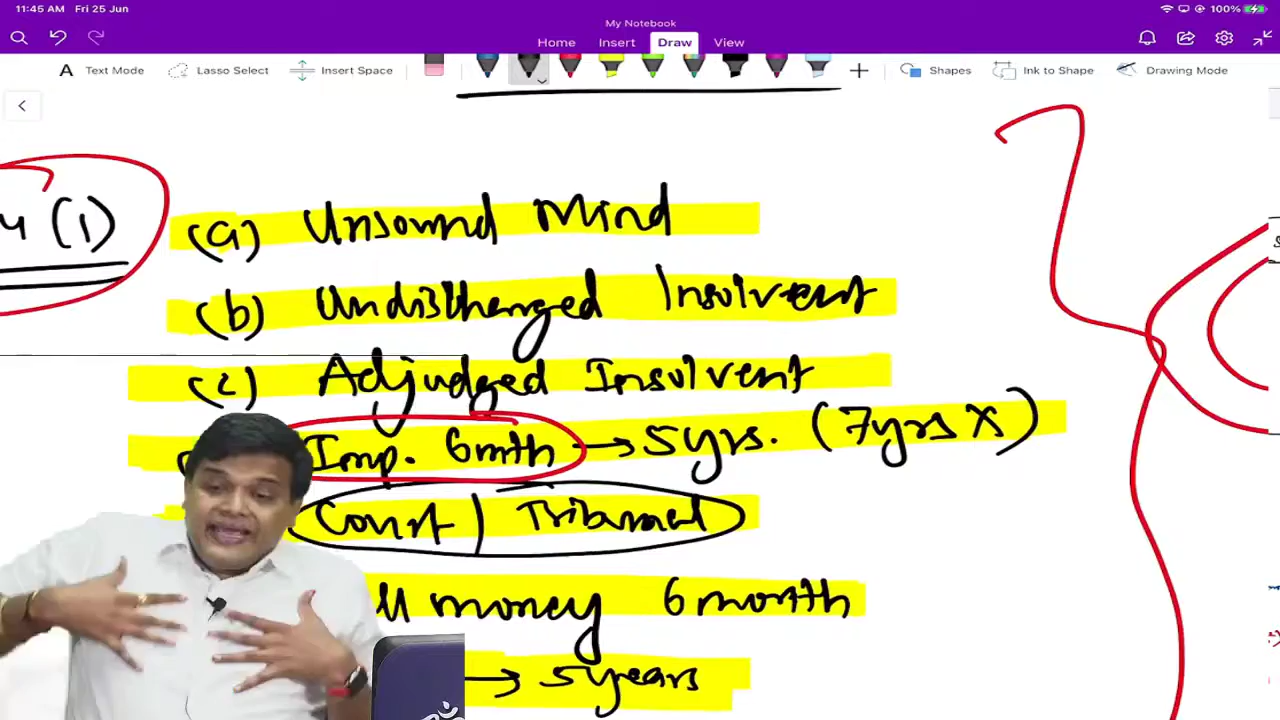 11:45 AM Fri 25 Jun 100%
My Notebook
Home Insert Draw View
Text Mode Lasso Select Insert Space Shapes Ink to Shape Drawing Mode
(1)
(a) Unsound Mind
(b) Undischarged Insolvent
(c) Adjudged Insolvent
Imp. 6mth → 5yrs. (7yrs X)
Court | Tribunal
money 6 month
→ 5years